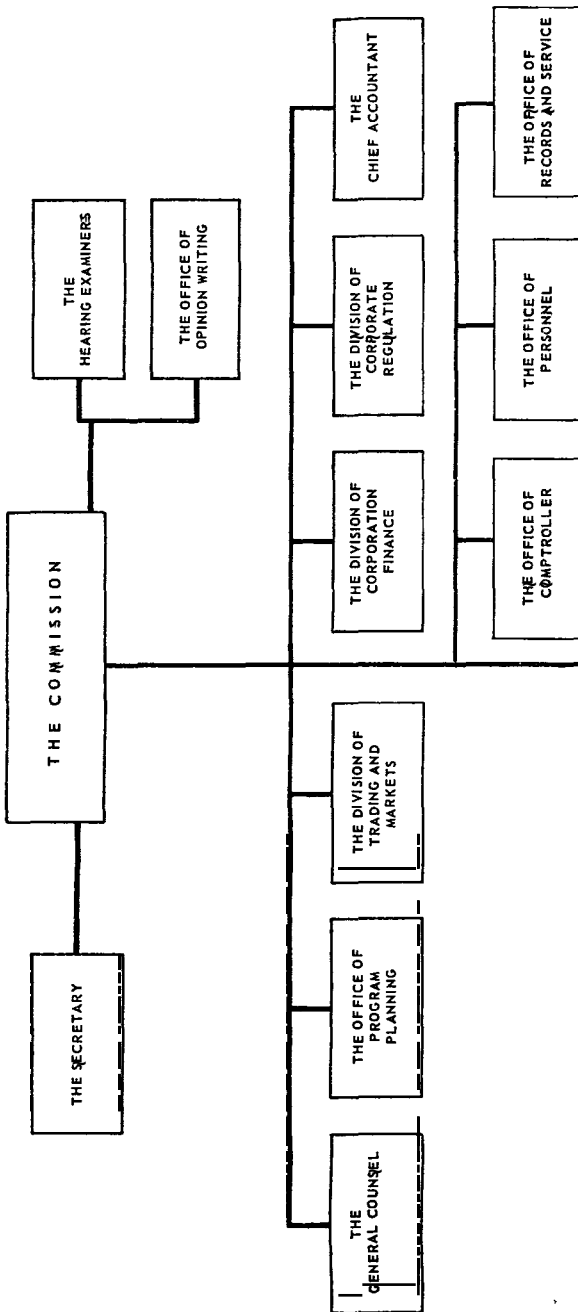 THE COMMISSION
THE SECRETARY
THE
HEARING EXAMINERS
THE OFFICE OF
OPINION WRITING
THE
GENERAL COUNSEL
THE OFFICE OF
PROGRAM
PLANNING
THE DIVISION OF
TRADING AND
MARKETS
THE DIVISION OF
CORPORATION
FINANCE
THE DIVISION OF
CORPORATE
REGULATION
THE
CHIEF ACCOUNTANT
THE OFFICE OF
COMPTROLLER
THE OFFICE OF
PERSONNEL
THE OFFICE OF
RECORDS AND SERVICE